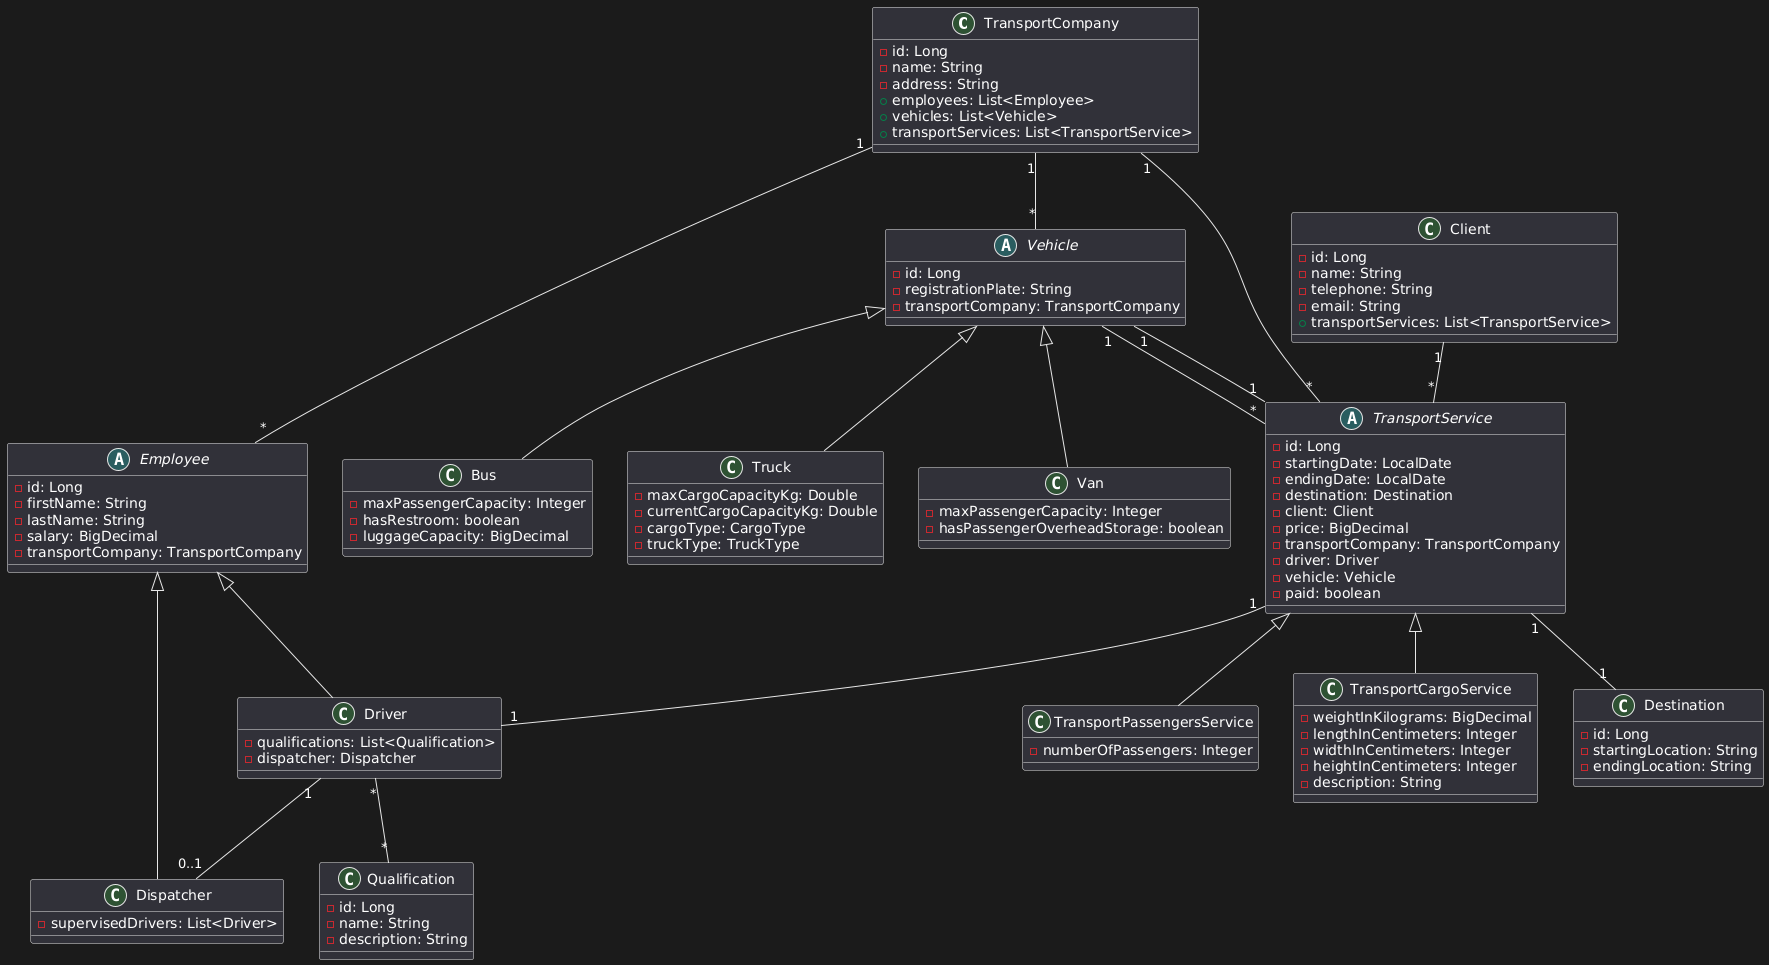 C TransportCompany
id: Long
name: String
address: String
employees: List<Employee>
vehicles: List<Vehicle>
transportServices: List<TransportService>
1
1
1
*
*
*
A Vehicle
id: Long
registrationPlate: String
transportCompany: TransportCompany
C Client
id: Long
name: String
telephone: String
email: String
transportServices: List<TransportService>
1
1
1
*
1
*
A Employee
id: Long
firstName: String
lastName: String
salary: BigDecimal
transportCompany: TransportCompany
C Bus
maxPassengerCapacity: Integer
hasRestroom: boolean
luggageCapacity: BigDecimal
C Truck
maxCargoCapacityKg: Double
currentCargoCapacityKg: Double
cargoType: CargoType
truckType: TruckType
C Van
maxPassengerCapacity: Integer
hasPassengerOverheadStorage: boolean
A TransportService
id: Long
startingDate: LocalDate
endingDate: LocalDate
destination: Destination
client: Client
price: BigDecimal
transportCompany: TransportCompany
driver: Driver
vehicle: Vehicle
paid: boolean
1
1
1
1
C Driver
qualifications: List<Qualification>
dispatcher: Dispatcher
C TransportPassengersService
numberOfPassengers: Integer
C TransportCargoService
weightInKilograms: BigDecimal
lengthInCentimeters: Integer
widthInCentimeters: Integer
heightInCentimeters: Integer
description: String
C Destination
id: Long
startingLocation: String
endingLocation: String
1
*
0..1
*
C Dispatcher
supervisedDrivers: List<Driver>
C Qualification
id: Long
name: String
description: String